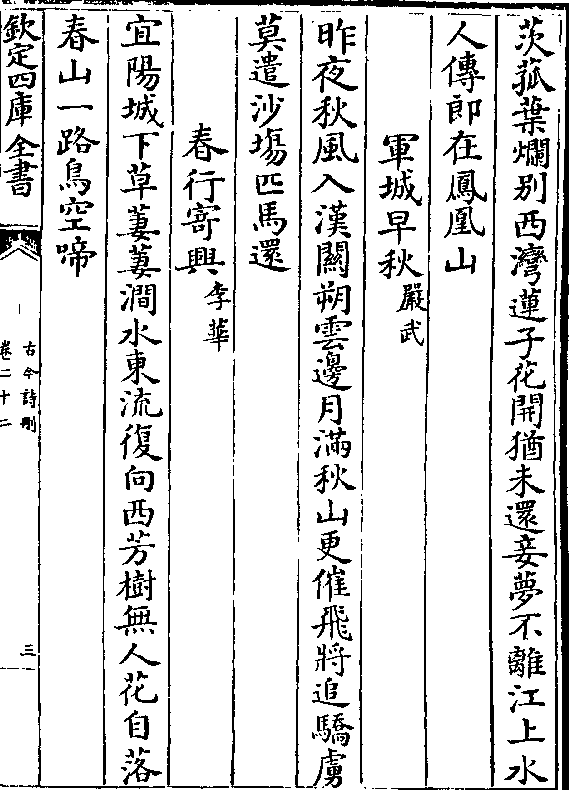 茨菰葉爛别西灣蓮子花開猶未還妾夢不離江上水
人傳郎在鳳凰山
軍城早秋 嚴武
昨夜秋風入漢關朔雲邊月滿秋山更催飛將追驕虜
莫遣沙場匹馬還
春行寄興 李華
宜陽城下草萋萋澗水東流復向西芳樹無人花自落
春山一路鳥空啼
欽定四庫全書
古今詩刪
卷二十二
三